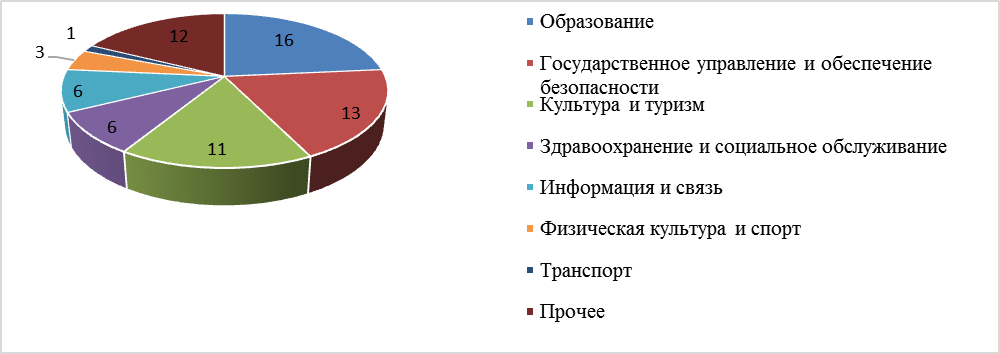 1
12
16
3
6
13
6
11
Образование
Государственное управление и обеспечение
безопасности
Культура и туризм
Здравоохранение и социальное обслуживание
Информация и связь
Физическая культура и спорт
Транспорт
Прочее